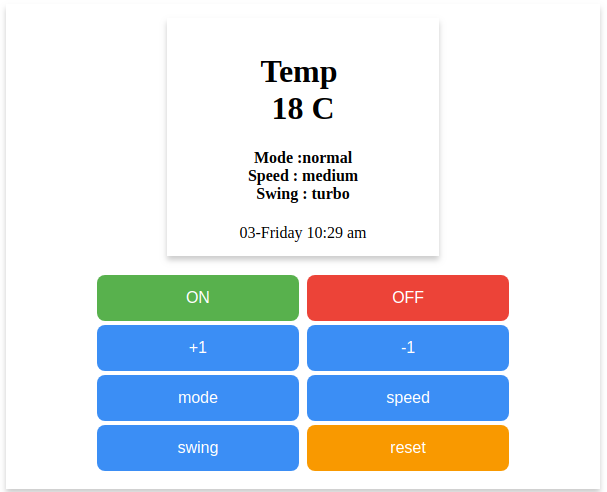 Temp
18 C
Mode :normal
Speed : medium
Swing : turbo
03-Friday 10:29 am
ON
OFF
+1
-1
mode
speed
swing
reset